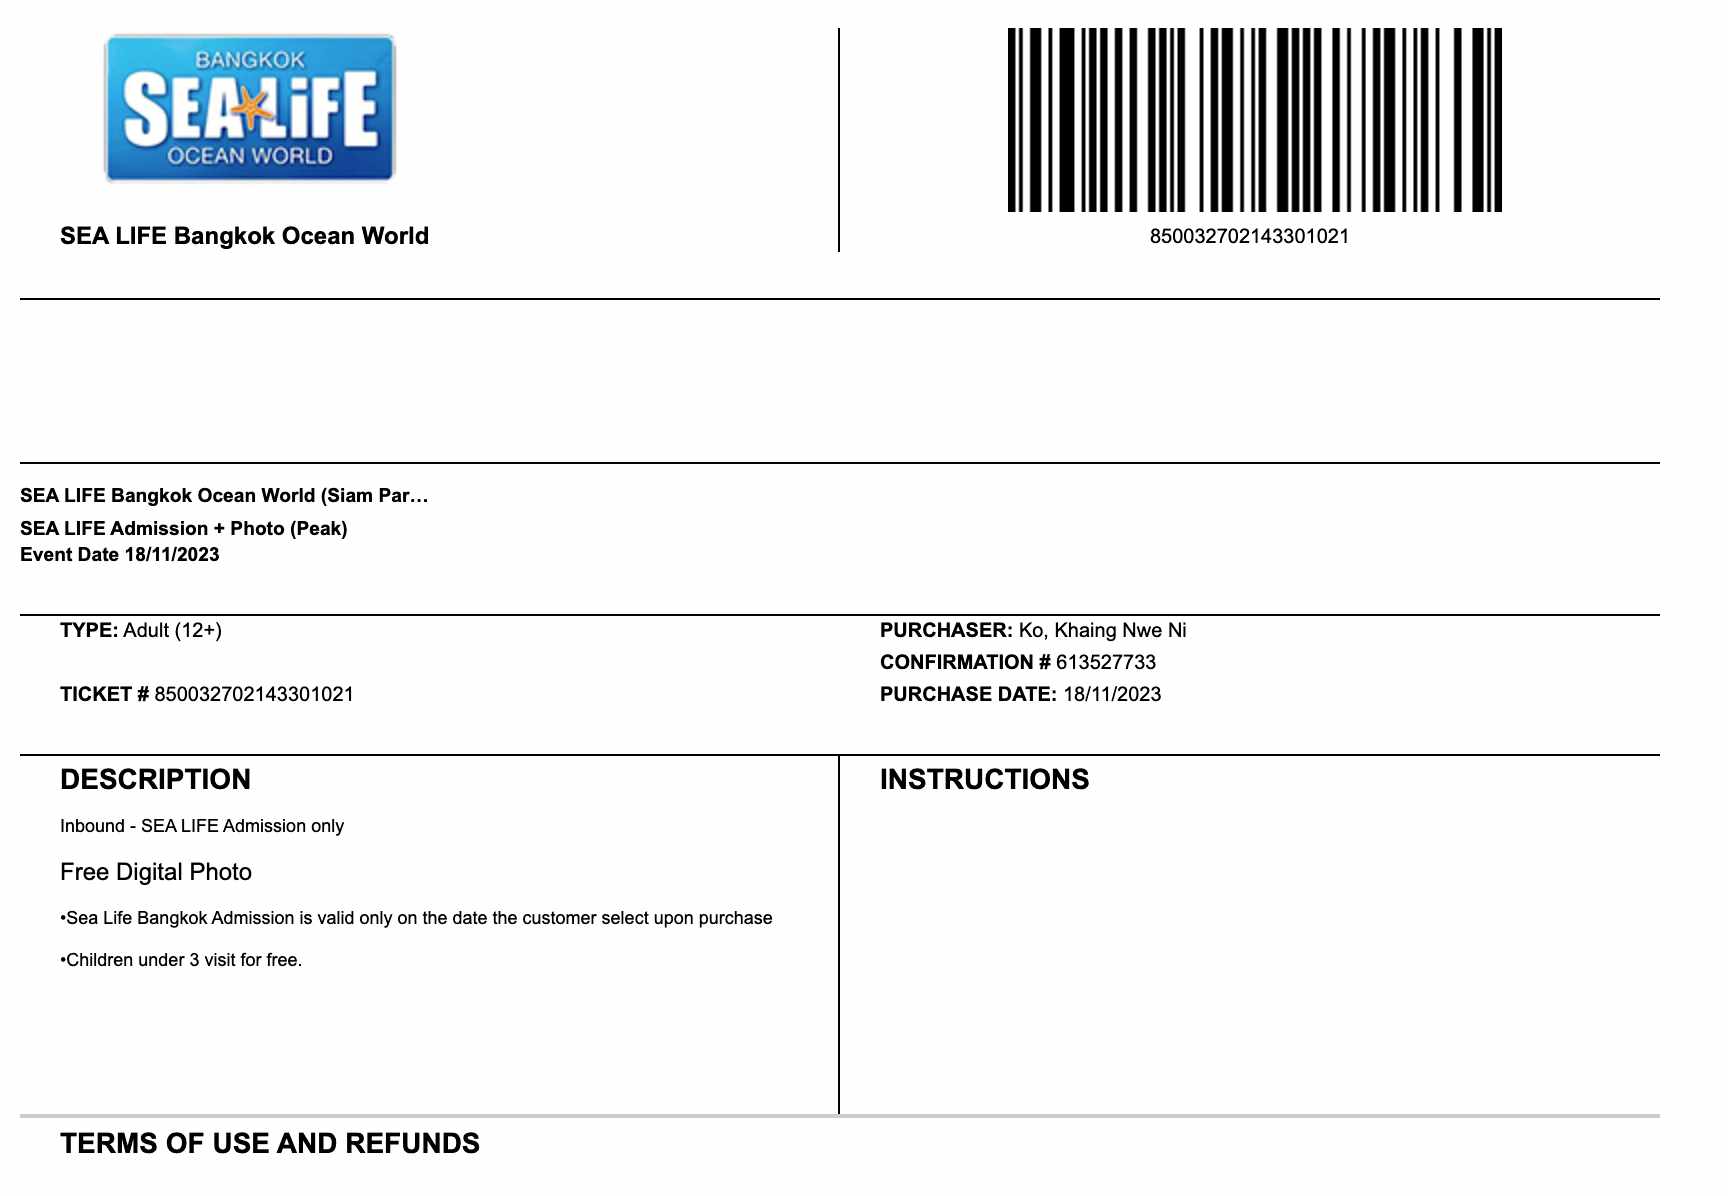 BANGKOK
SEA LiFE
OCEAN WORLD
SEA LIFE Bangkok Ocean World
850032702143301021
SEA LIFE Bangkok Ocean World (Siam Par…
SEA LIFE Admission + Photo (Peak)
Event Date 18/11/2023
TYPE: Adult (12+)
TICKET # 850032702143301021
PURCHASER: Ko, Khaing Nwe Ni
CONFIRMATION # 613527733
PURCHASE DATE: 18/11/2023
DESCRIPTION
Inbound - SEA LIFE Admission only
Free Digital Photo
•Sea Life Bangkok Admission is valid only on the date the customer select upon purchase
•Children under 3 visit for free.
INSTRUCTIONS
TERMS OF USE AND REFUNDS